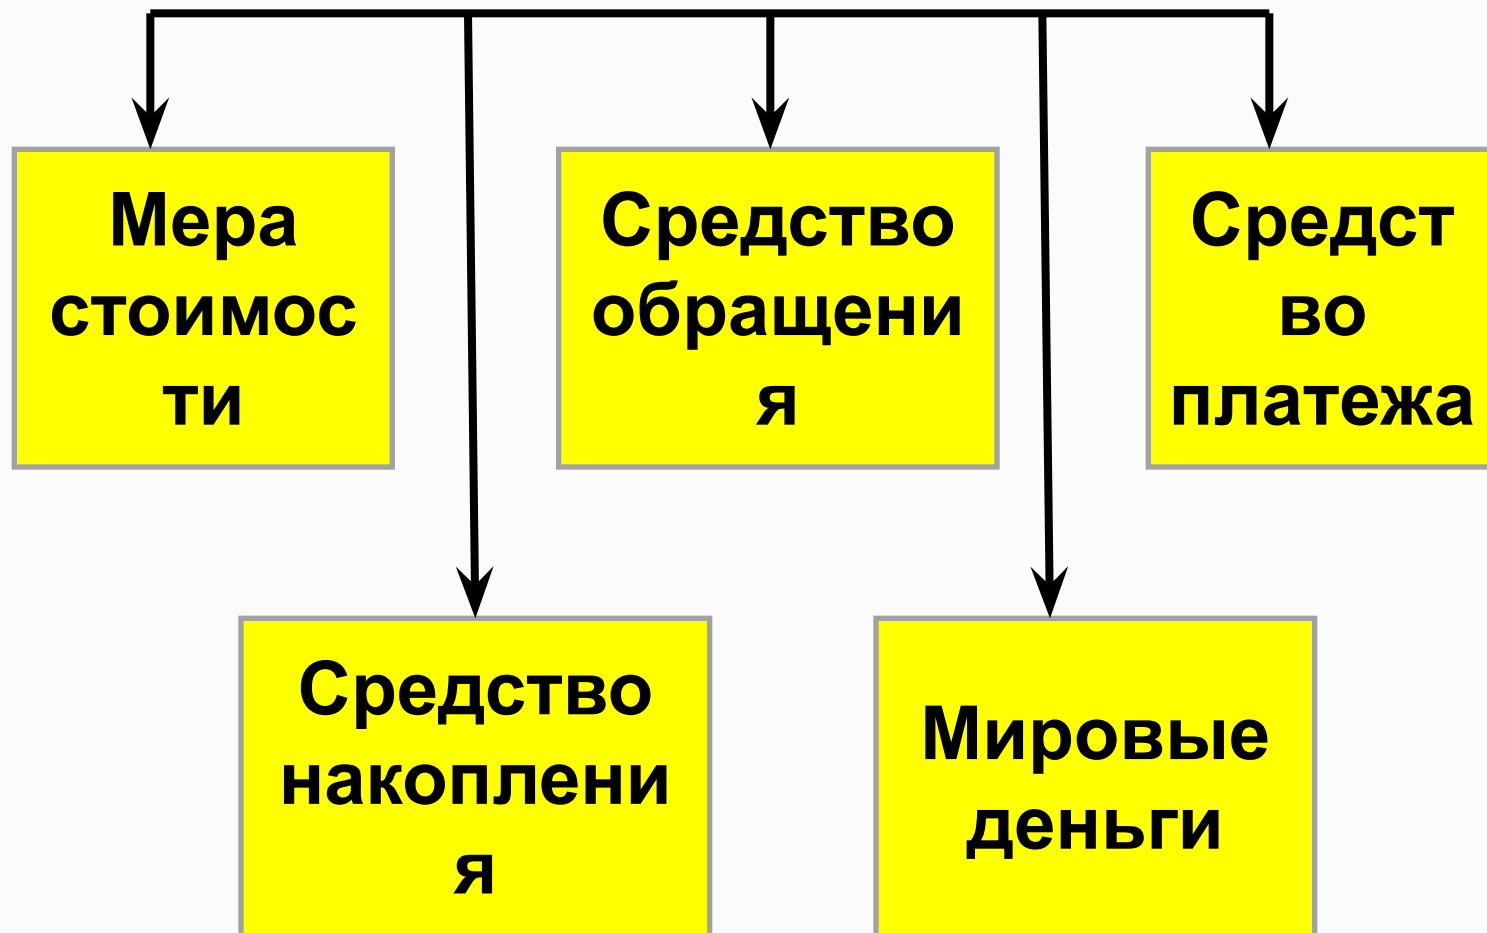 Мера
стоимос
ти
Средство
обращени
я
Средст
во
платежа
Средство
накоплени
я
Мировые
деньги